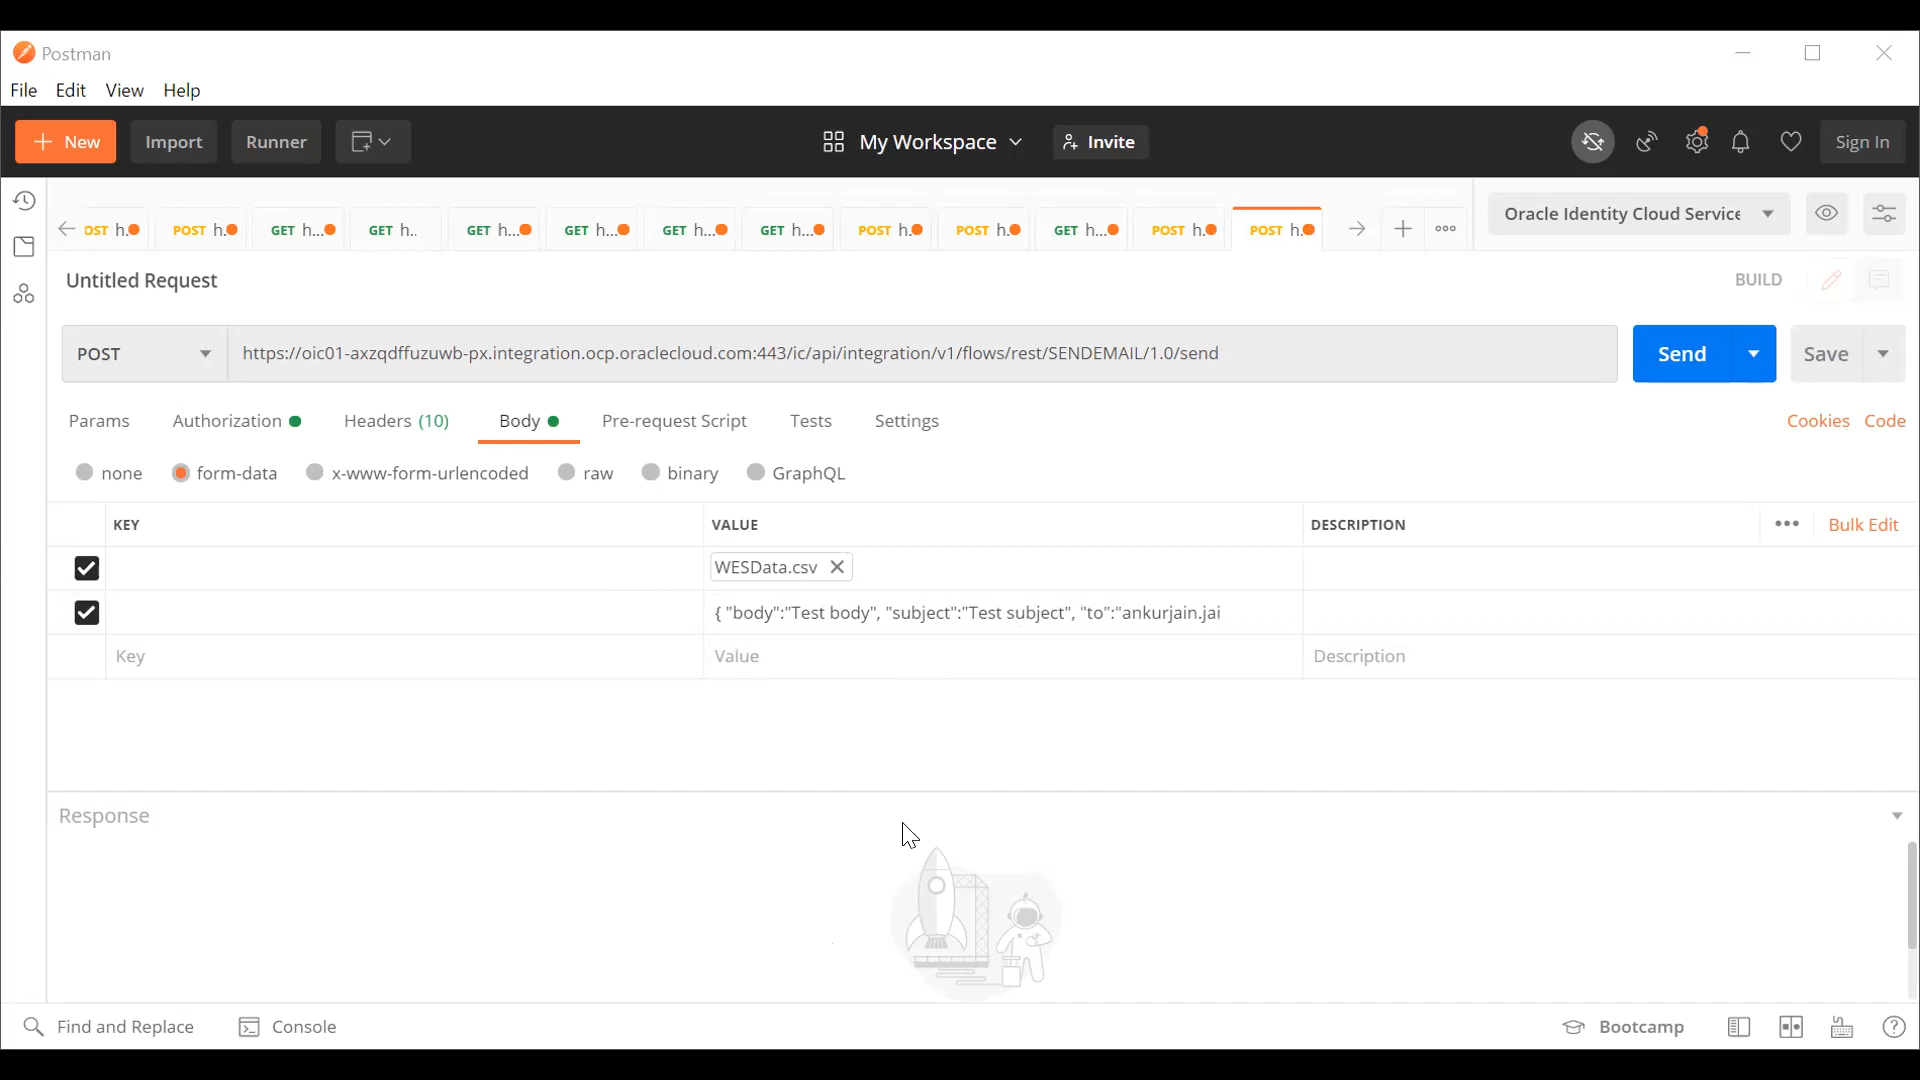 Postman
File Edit View Help
New Import Runner My Workspace Invite Sign In
OST h. POST h. GET h... GET h. GET h... GET h... GET h... GET h... POST h. POST h. GET h... POST h. POST h. Oracle Identity Cloud Service
Untitled Request BUILD
POST https://oic01-axzqdffuzuwb-px.integration.ocp.oraclecloud.com:443/ic/api/integration/v1/flows/rest/SENDEMAIL/1.0/send Send Save
Params Authorization Headers (10) Body Pre-request Script Tests Settings Cookies Code
none form-data x-www-form-urlencoded raw binary GraphQL
KEY VALUE DESCRIPTION Bulk Edit
WESData.csv
{ "body":"Test body", "subject":"Test subject", "to":"ankurjain.jai
Key Value Description
Response
Find and Replace Console Bootcamp